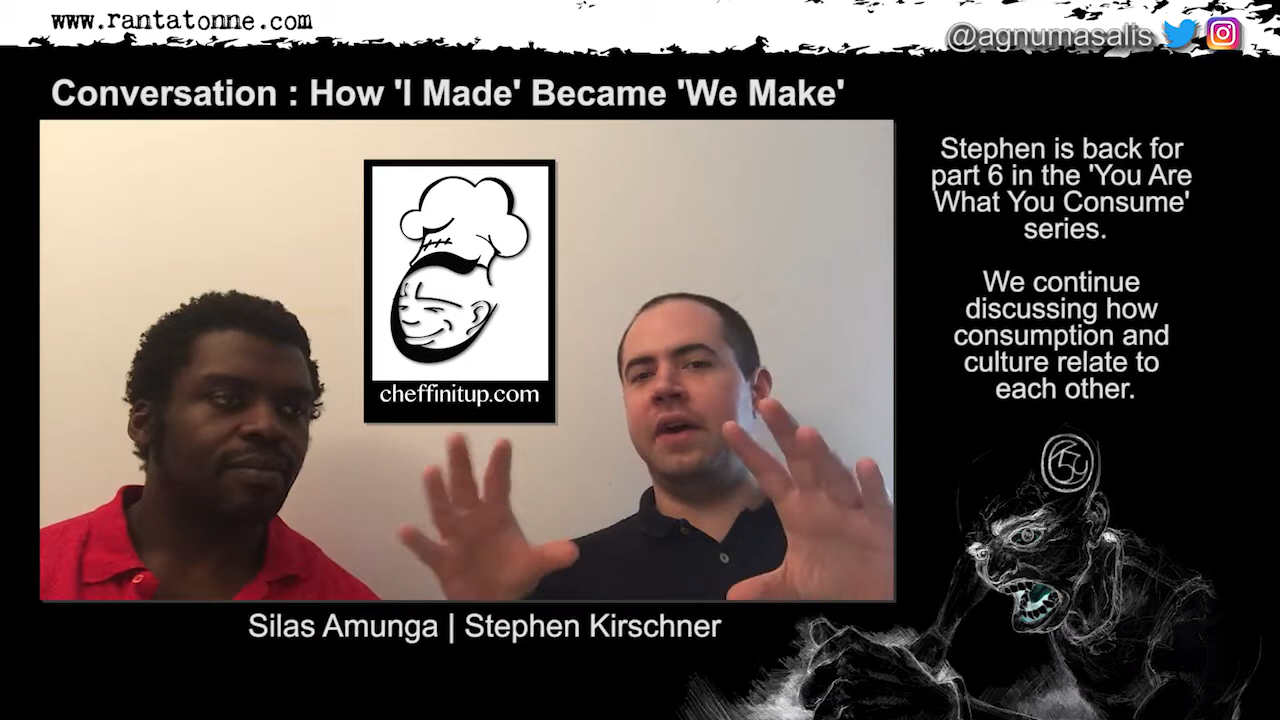 www.rantatonne.com
@agnumasalis
Conversation : How 'I Made' Became 'We Make'
Stephen is back for
part 6 in the 'You Are
What You Consume'
series.
We continue
discussing how
consumption and
culture relate to
each other.
cheffinitup.com
Silas Amunga | Stephen Kirschner